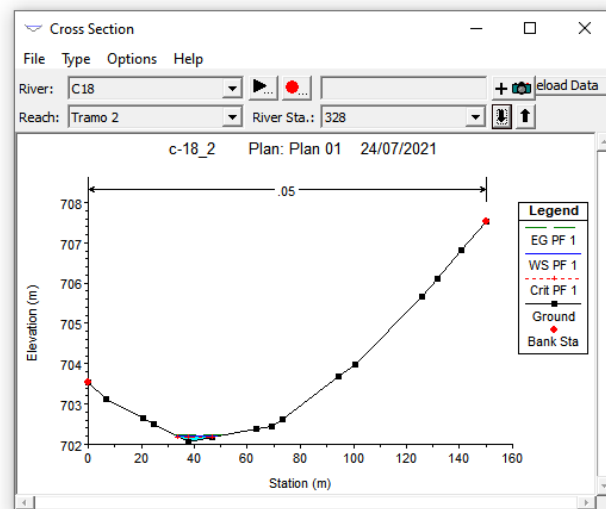 Cross Section
File Type Options Help
River: C18 eload Data
Reach: Tramo 2 River Sta.: 328
c-18_2 Plan: Plan 01 24/07/2021
.05
708
707
706
705
704
703
702
0 20 40 60 80 100 120 140 160
Elevation (m)
Station (m)
Legend
EG PF 1
WS PF 1
Crit PF 1
Ground
Bank Sta